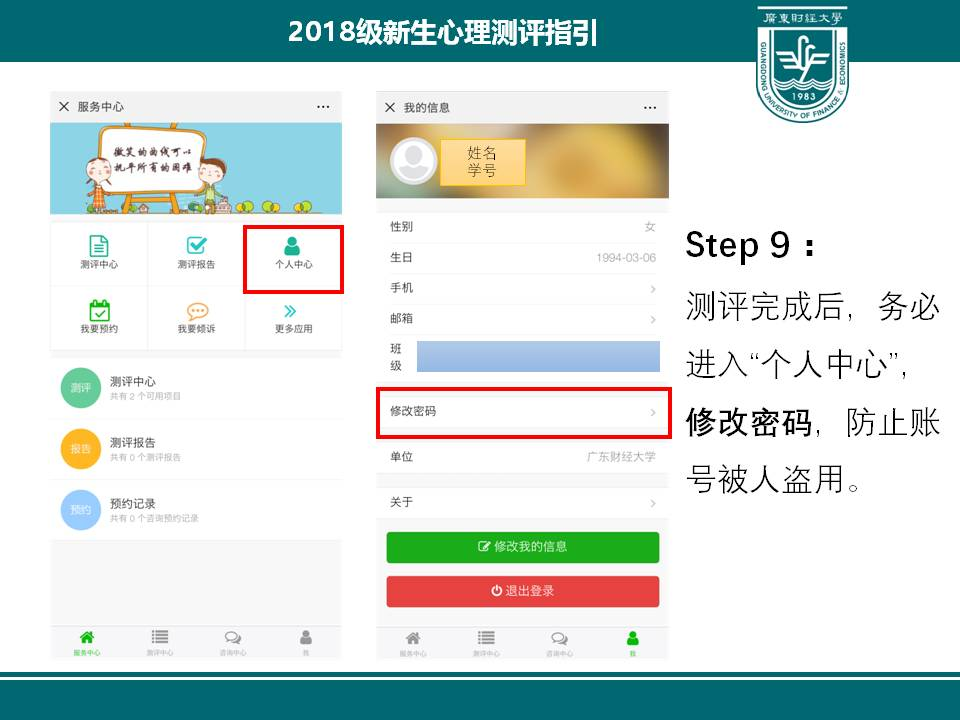 2018级新生心理测评指引
廣東财经大學
GUANGDONG UNIVERSITY OF FINANCE & ECONOMICS
1983
服务中心
微笑的曲线可以
把平所有的困难
测评中心
测评报告
个人中心
我要预约
我要倾诉
更多应用
测评
测评中心
共有 2 个可用项目
报告
测评报告
共有 0 个测评报告
预约
预约记录
共有 0 个咨询预约记录
服务中心
测评中心
咨询中心
我
我的信息
姓名
学号
性别
女
生日
1994-03-06
手机
邮箱
班
级
修改密码
单位
广东财经大学
关于
修改我的信息
退出登录
服务中心
测评中心
咨询中心
我
Step 9：
测评完成后，务必
进入“个人中心”，
修改密码，防止账
号被人盗用。